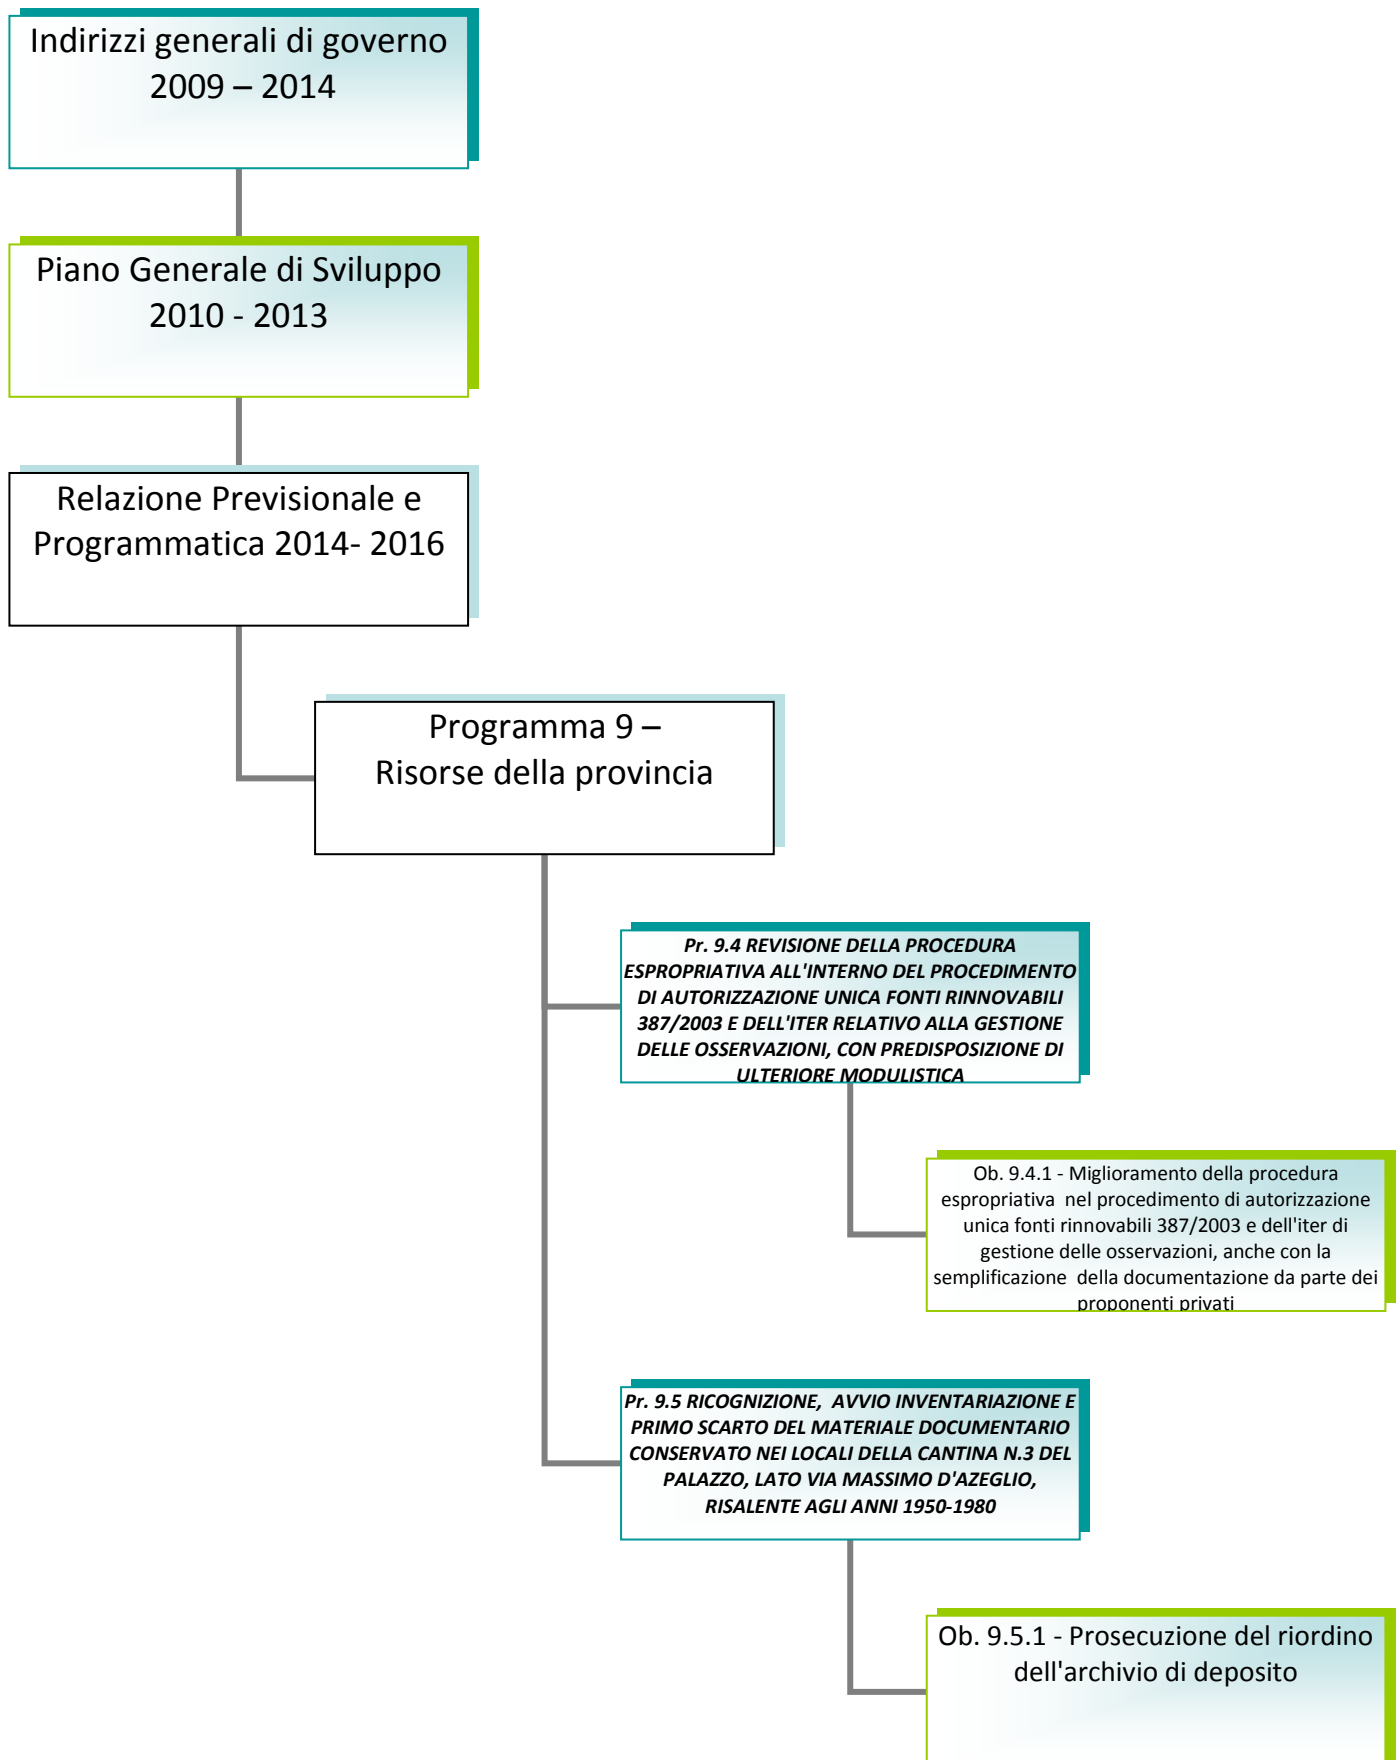 Indirizzi generali di governo
2009 – 2014
Piano Generale di Sviluppo
2010 - 2013
Relazione Previsionale e
Programmatica 2014- 2016
Programma 9 –
Risorse della provincia
Pr. 9.4 REVISIONE DELLA PROCEDURA
ESPROPRIATIVA ALL'INTERNO DEL PROCEDIMENTO
DI AUTORIZZAZIONE UNICA FONTI RINNOVABILI
387/2003 E DELL'ITER RELATIVO ALLA GESTIONE
DELLE OSSERVAZIONI, CON PREDISPOSIZIONE DI
ULTERIORE MODULISTICA
Ob. 9.4.1 - Miglioramento della procedura
espropriativa nel procedimento di autorizzazione
unica fonti rinnovabili 387/2003 e dell'iter di
gestione delle osservazioni, anche con la
semplificazione della documentazione da parte dei
proponenti privati
Pr. 9.5 RICOGNIZIONE, AVVIO INVENTARIAZIONE E
PRIMO SCARTO DEL MATERIALE DOCUMENTARIO
CONSERVATO NEI LOCALI DELLA CANTINA N.3 DEL
PALAZZO, LATO VIA MASSIMO D'AZEGLIO,
RISALENTE AGLI ANNI 1950-1980
Ob. 9.5.1 - Prosecuzione del riordino
dell'archivio di deposito